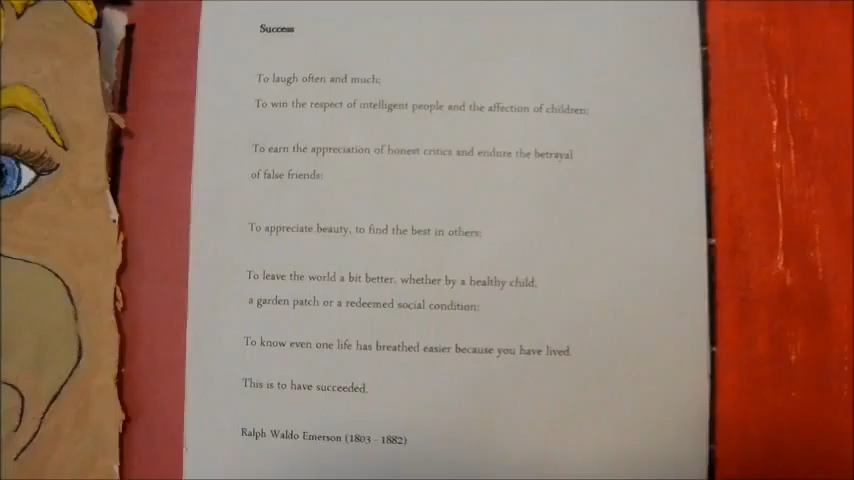 Success
To laugh often and much;
To win the respect of intelligent people and the affection of children;
To earn the appreciation of honest critics and endure the betrayal
of false friends;
To appreciate beauty, to find the best in others;
To leave the world a bit better, whether by a healthy child,
a garden patch or a redeemed social condition;
To know even one life has breathed easier because you have lived.
This is to have succeeded.
Ralph Waldo Emerson (1803 - 1882)